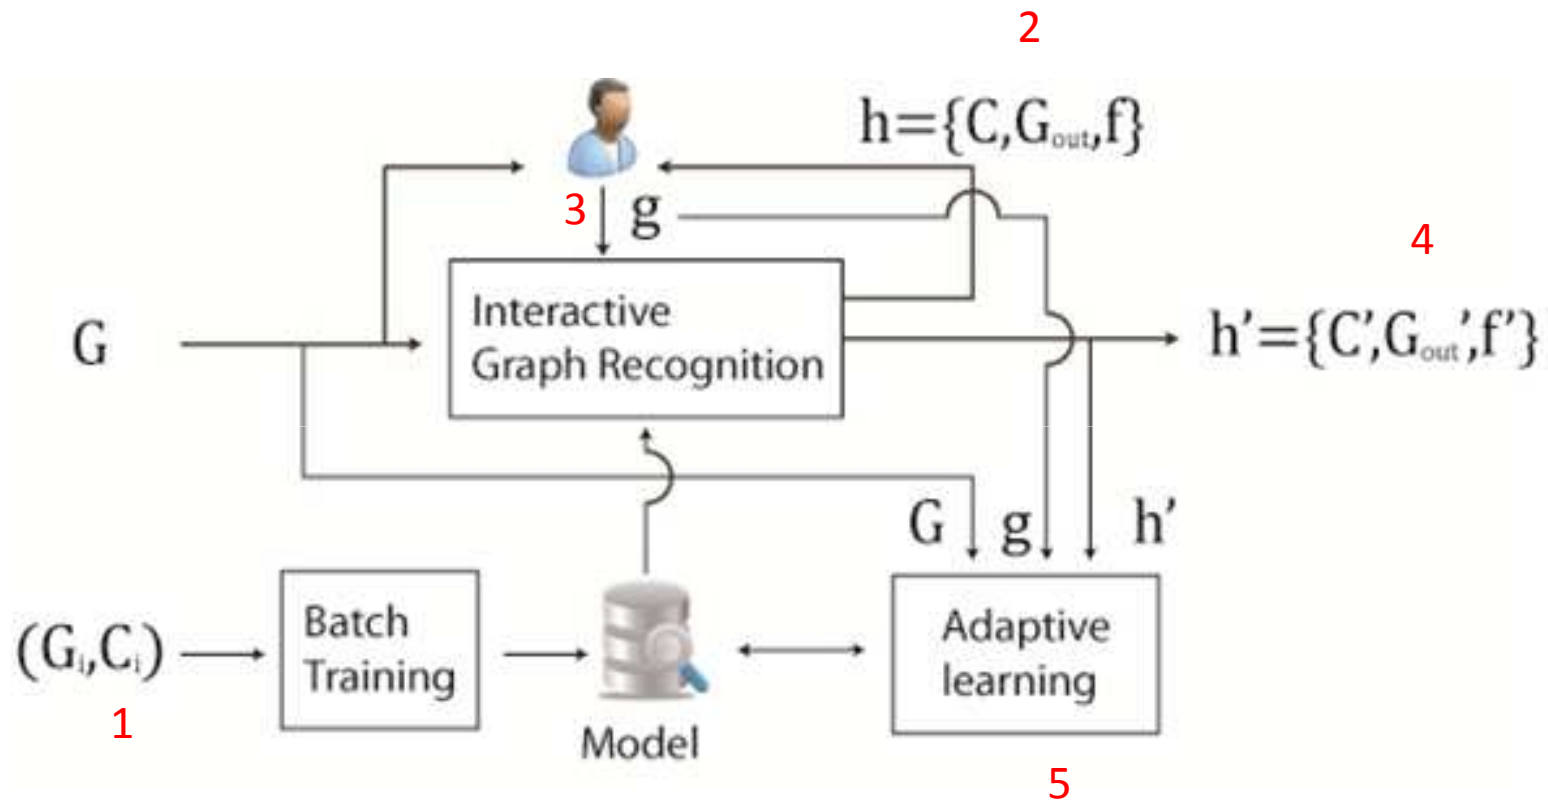 2
h={C,Gout,f}
3
g
4
Interactive
Graph Recognition
G
h'={C',Gout',f'}
G
g
h'
(Gi,Ci)
1
Batch
Training
Model
Adaptive
learning
5